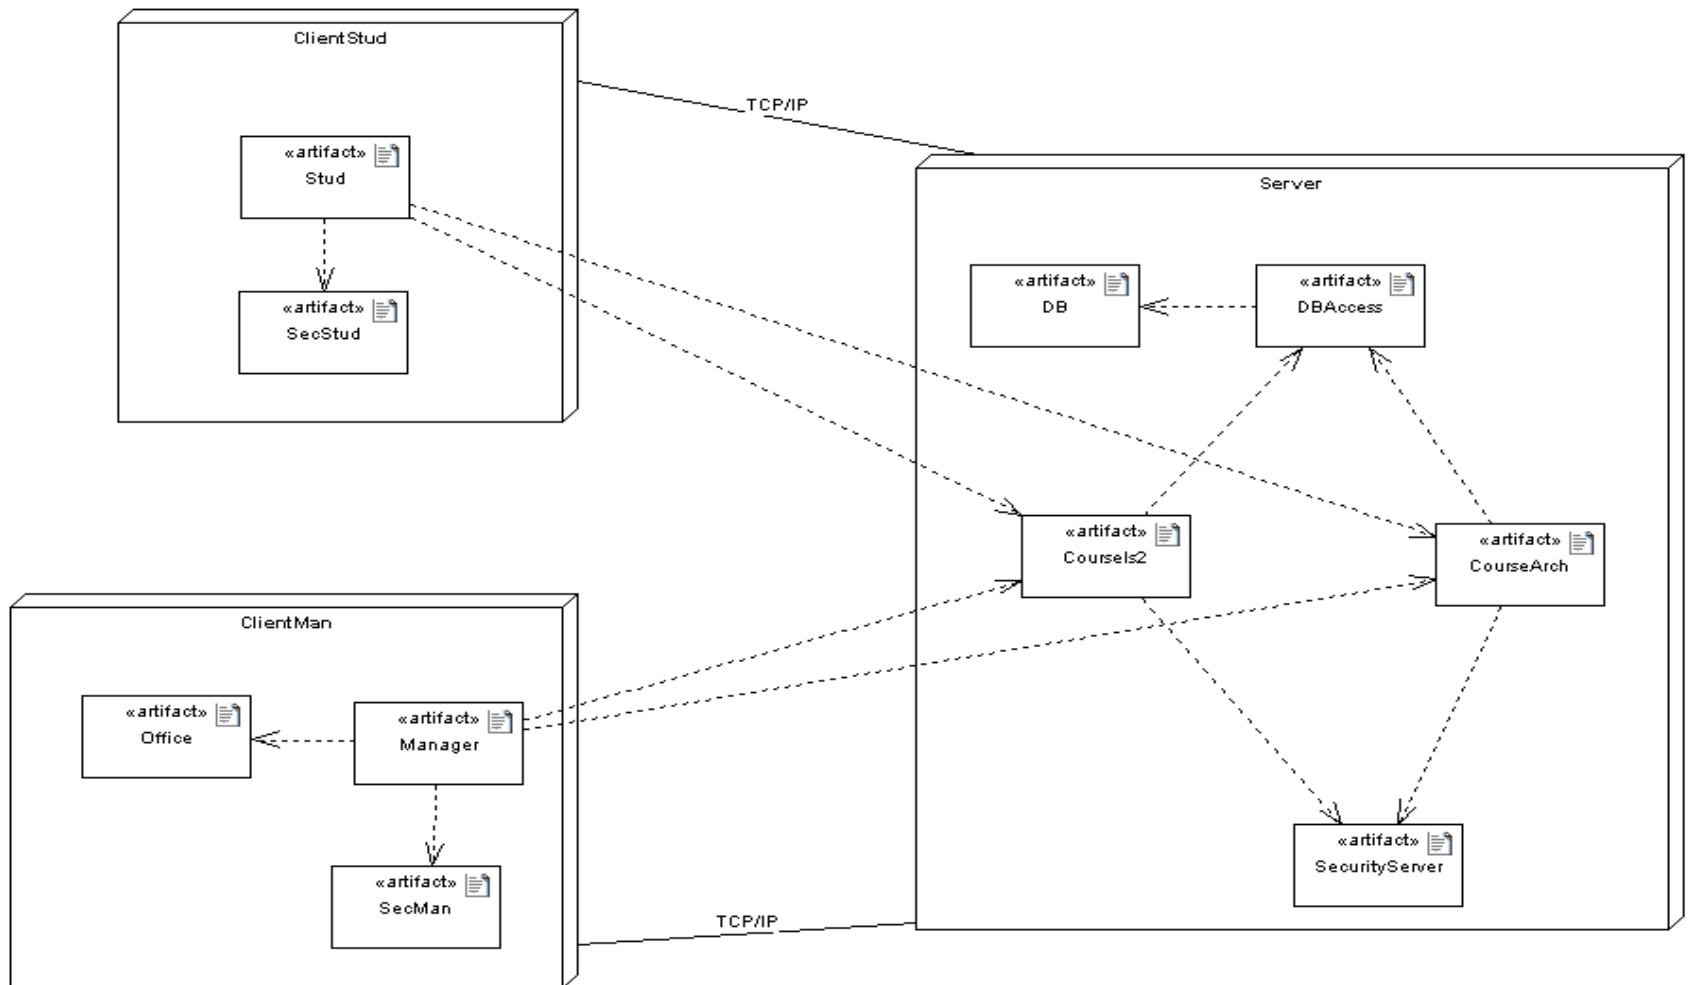 ClientStud
«artifact»
Stud
«artifact»
SecStud
TCP/IP
Server
«artifact»
DB
«artifact»
DBAccess
«artifact»
CourseIs2
«artifact»
CourseArch
«artifact»
SecurityServer
ClientMan
«artifact»
Office
«artifact»
Manager
«artifact»
SecMan
TCP/IP